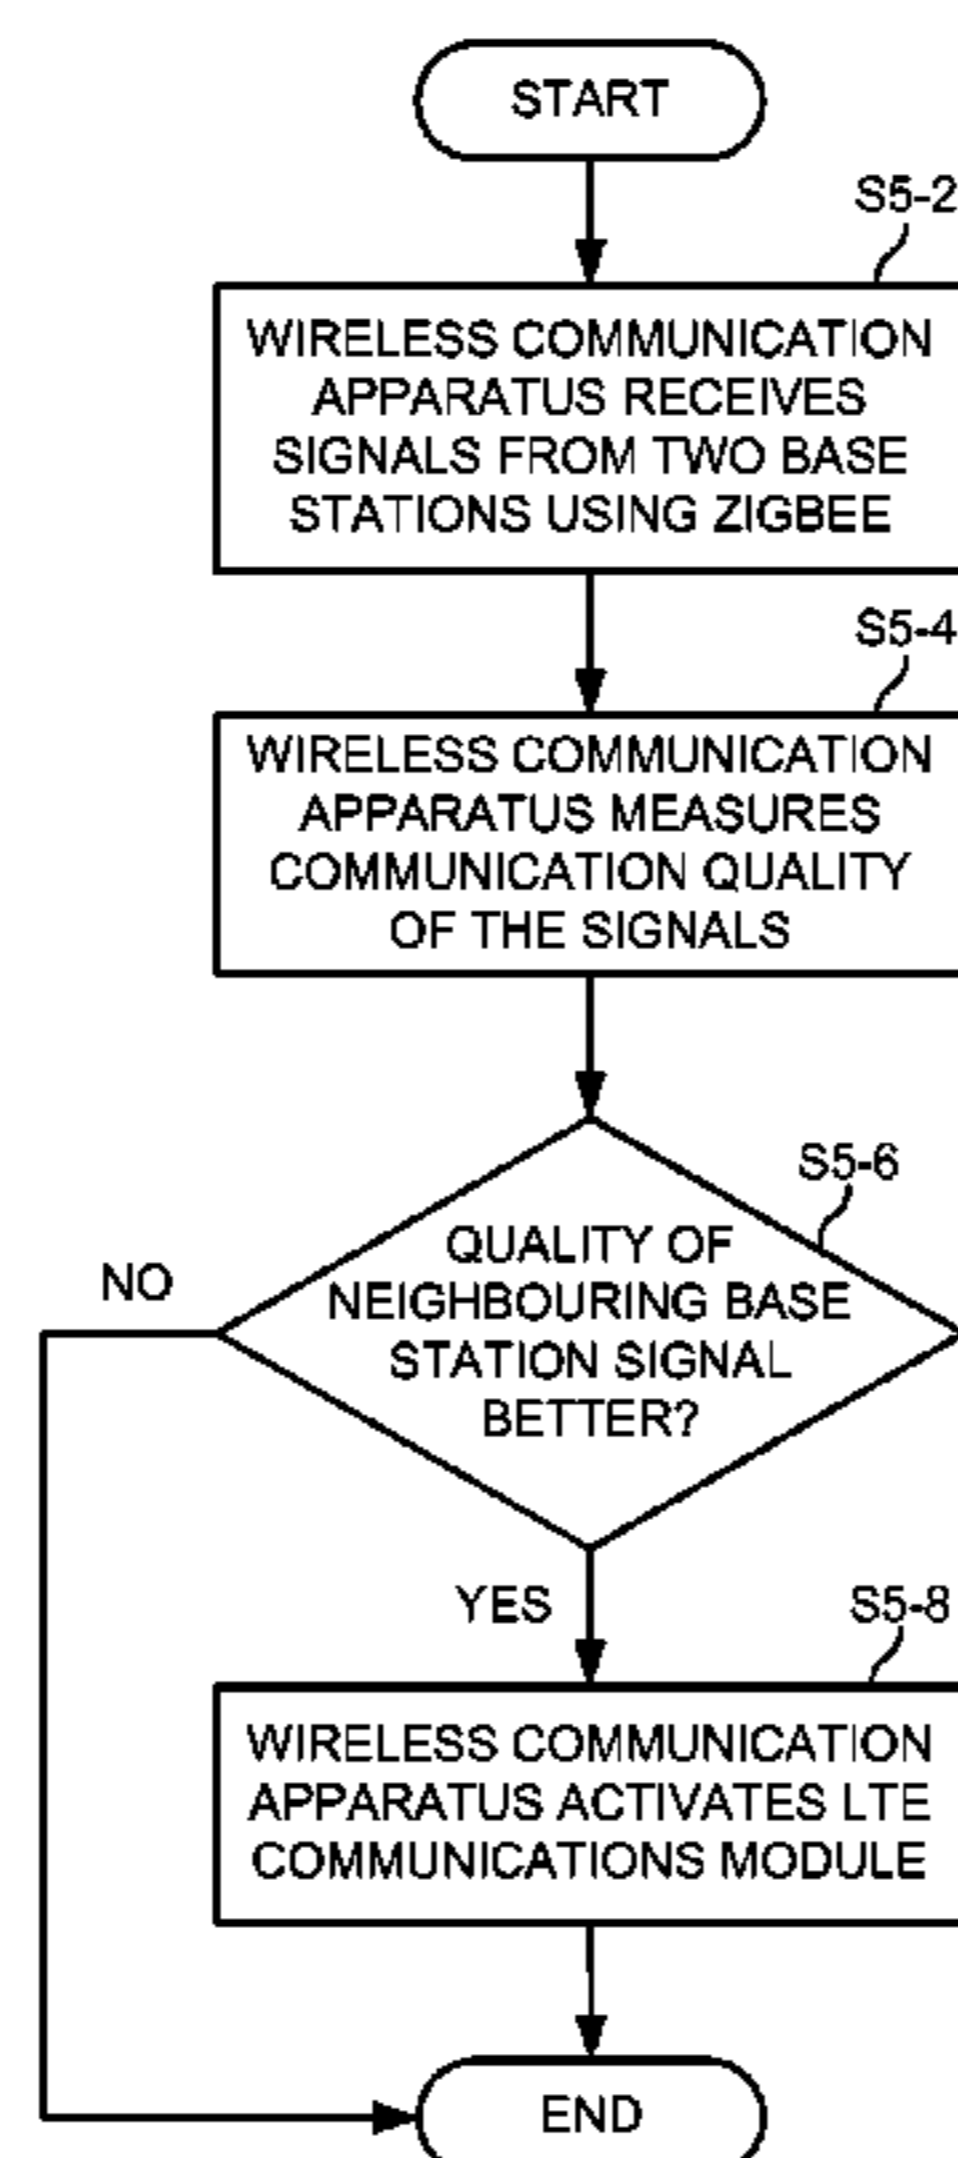 START
S5-2
WIRELESS COMMUNICATION
APPARATUS RECEIVES
SIGNALS FROM TWO BASE
STATIONS USING ZIGBEE
S5-4
WIRELESS COMMUNICATION
APPARATUS MEASURES
COMMUNICATION QUALITY
OF THE SIGNALS
S5-6
QUALITY OF
NEIGHBOURING BASE
STATION SIGNAL
BETTER?
NO
YES
S5-8
WIRELESS COMMUNICATION
APPARATUS ACTIVATES LTE
COMMUNICATIONS MODULE
END